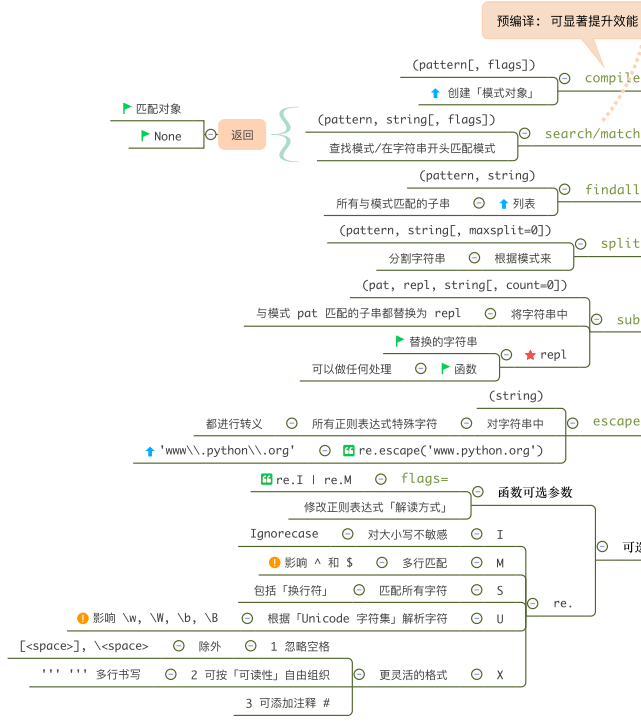 预编译: 可显著提升效能
(pattern[, flags])
compile
创建「模式对象」
匹配对象
None
返回
(pattern, string[, flags])
search/match
查找模式/在字符串开头匹配模式
(pattern, string)
findall
所有与模式匹配的子串
列表
(pattern, string[, maxsplit=0])
split
分割字符串
根据模式来
(pat, repl, string[, count=0])
与模式 pat 匹配的子串都替换为 repl
将字符串中
sub
替换的字符串
repl
可以做任何处理
函数
(string)
escape
都进行转义
所有正则表达式特殊字符
对字符串中
'www\\.python\\.org'
re.escape('www.python.org')
re.I | re.M
flags=
函数可选参数
修改正则表达式「解读方式」
Ignorecase
对大小写不敏感
I
影响 ^ 和 $
多行匹配
M
包括「换行符」
匹配所有字符
S
影响 \w, \W, \b, \B
根据「Unicode 字符集」解析字符
U
re.
可选
[<space>], \<space>
除外
1 忽略空格
''' ''' 多行书写
2 可按「可读性」自由组织
更灵活的格式
X
3 可添加注释 #